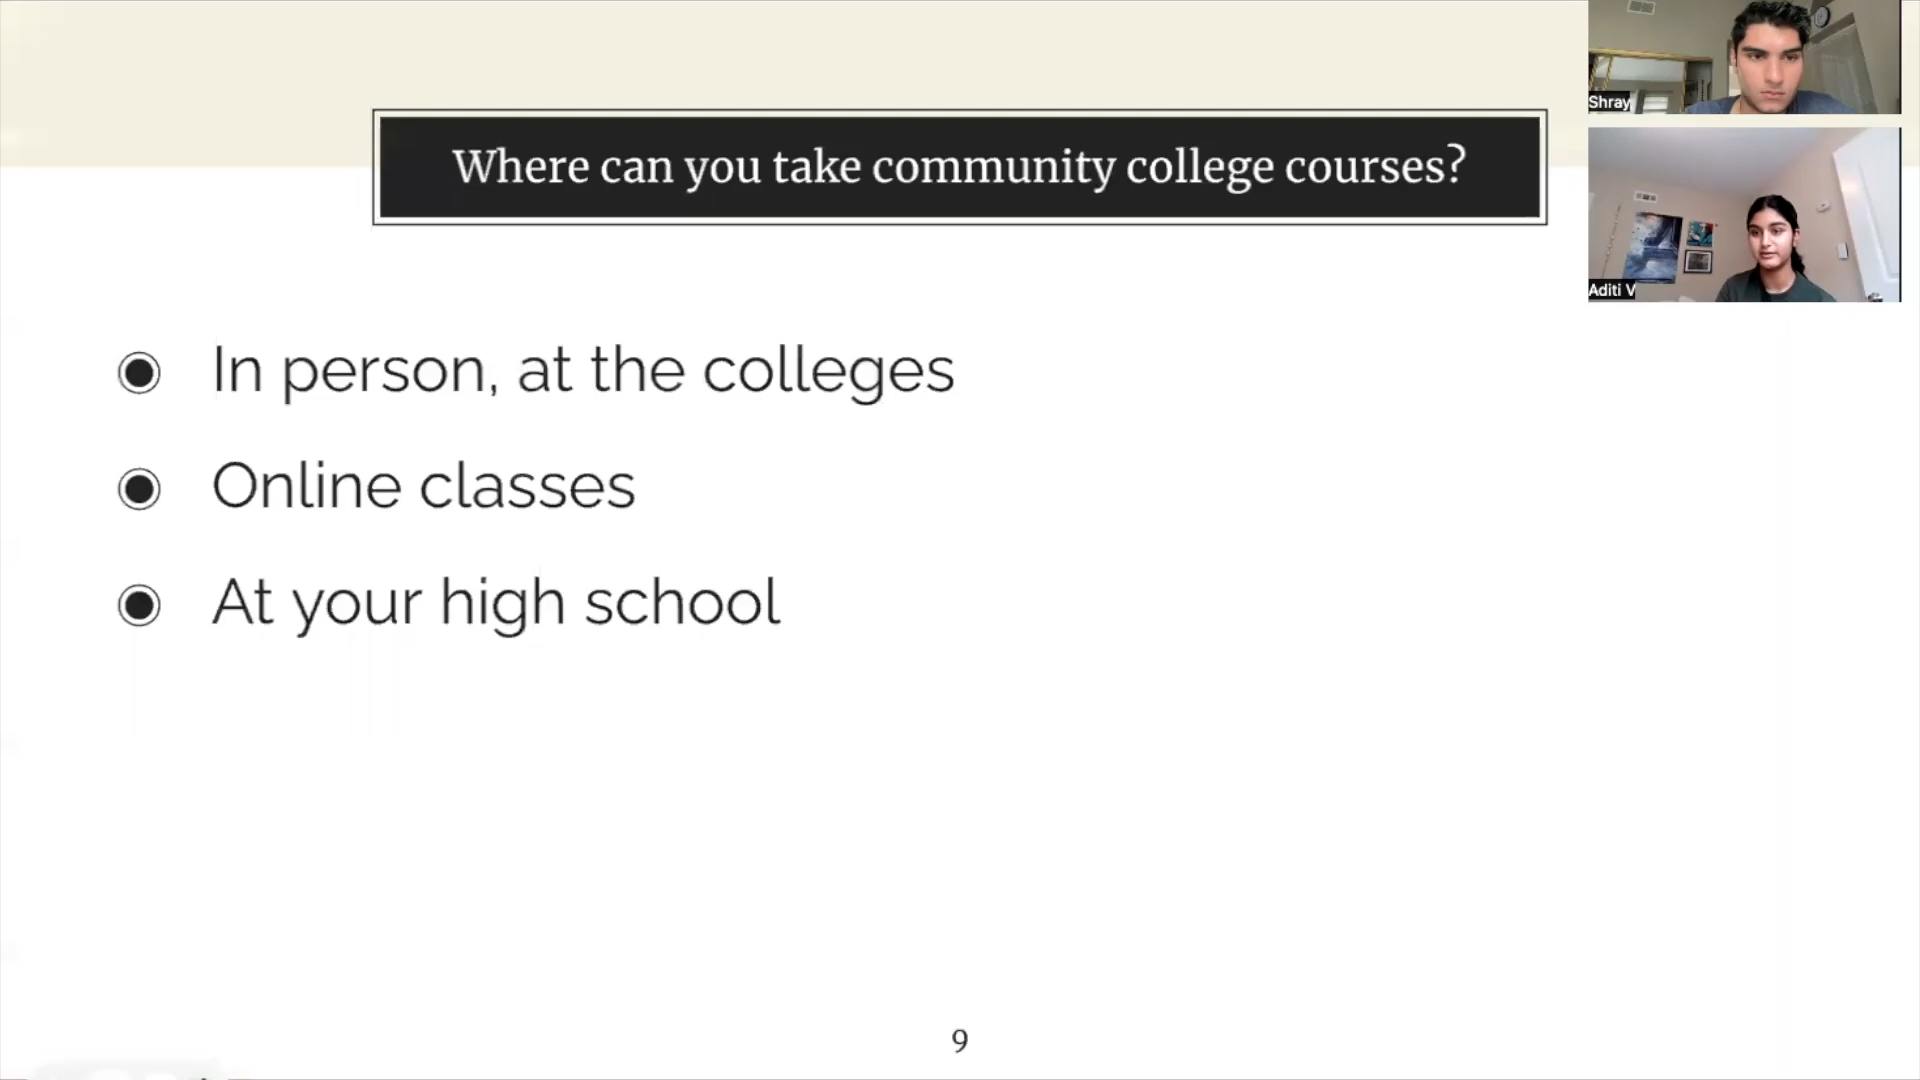 Where can you take community college courses?
Shray
Aditi V
In person, at the colleges
Online classes
At your high school
9